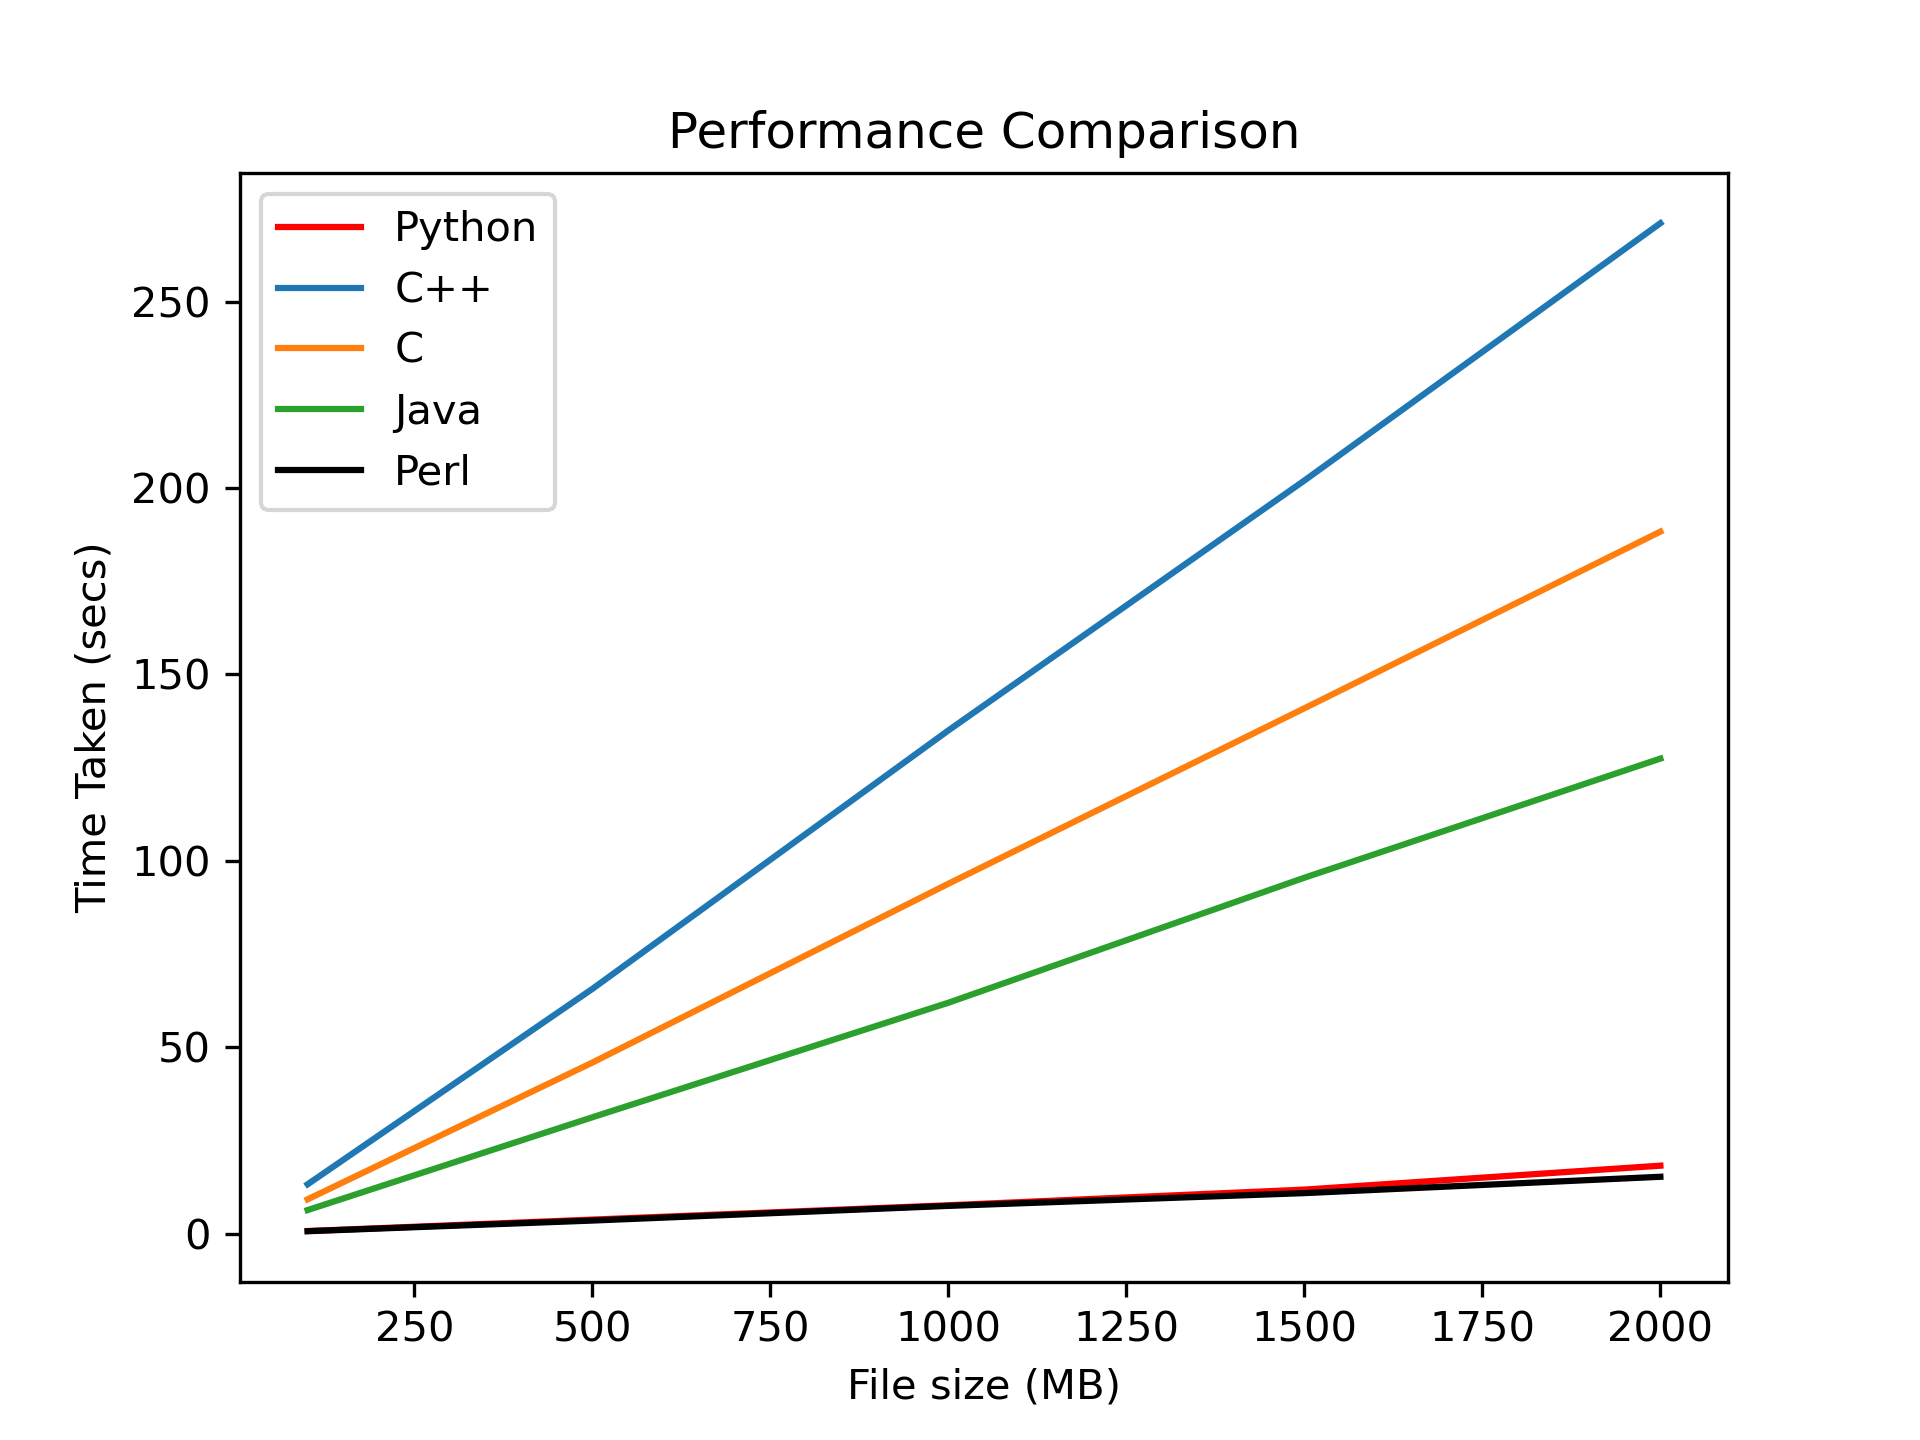 Performance Comparison
Python
C++
C
Java
Perl
250
200
150
100
50
0
Time Taken (secs)
250 500 750 1000 1250 1500 1750 2000
File size (MB)